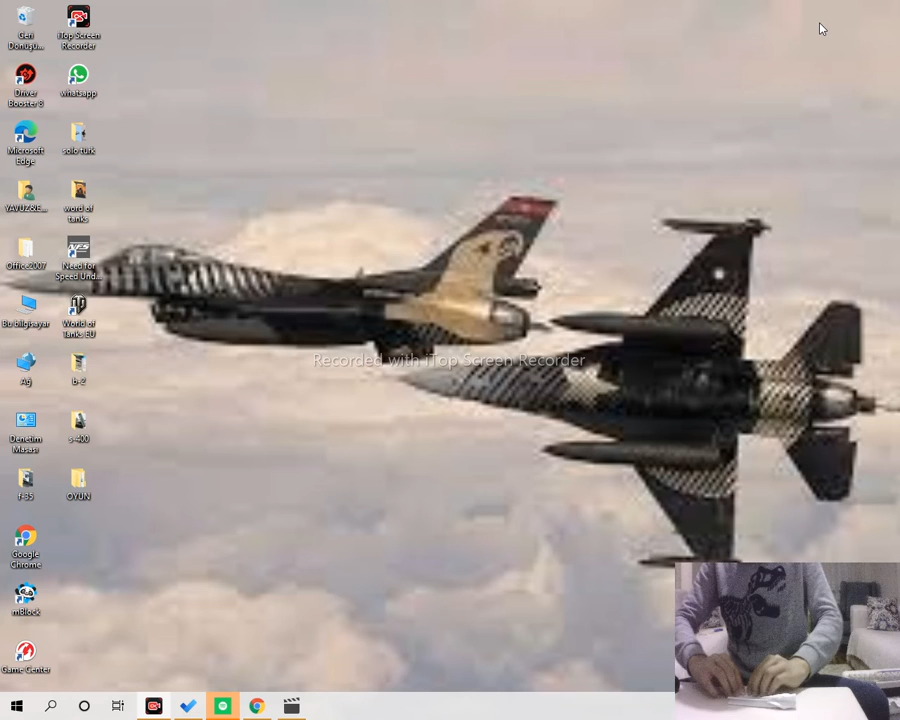 Geri
Dönüşü...
iTop Screen
Recorder
Driver
Booster 8
whatsapp
Microsoft
Edge
solo türk
YAVUZ&E...
word of
tanks
Office2007
Need for
Speed Und...
Bu bilgisayar
World of
Tanks EU
Ağ
b-2
Denetim
Masası
s-400
f-35
OYUN
Google
Chrome
mBlock
Game Center
Recorded with iTop Screen Recorder